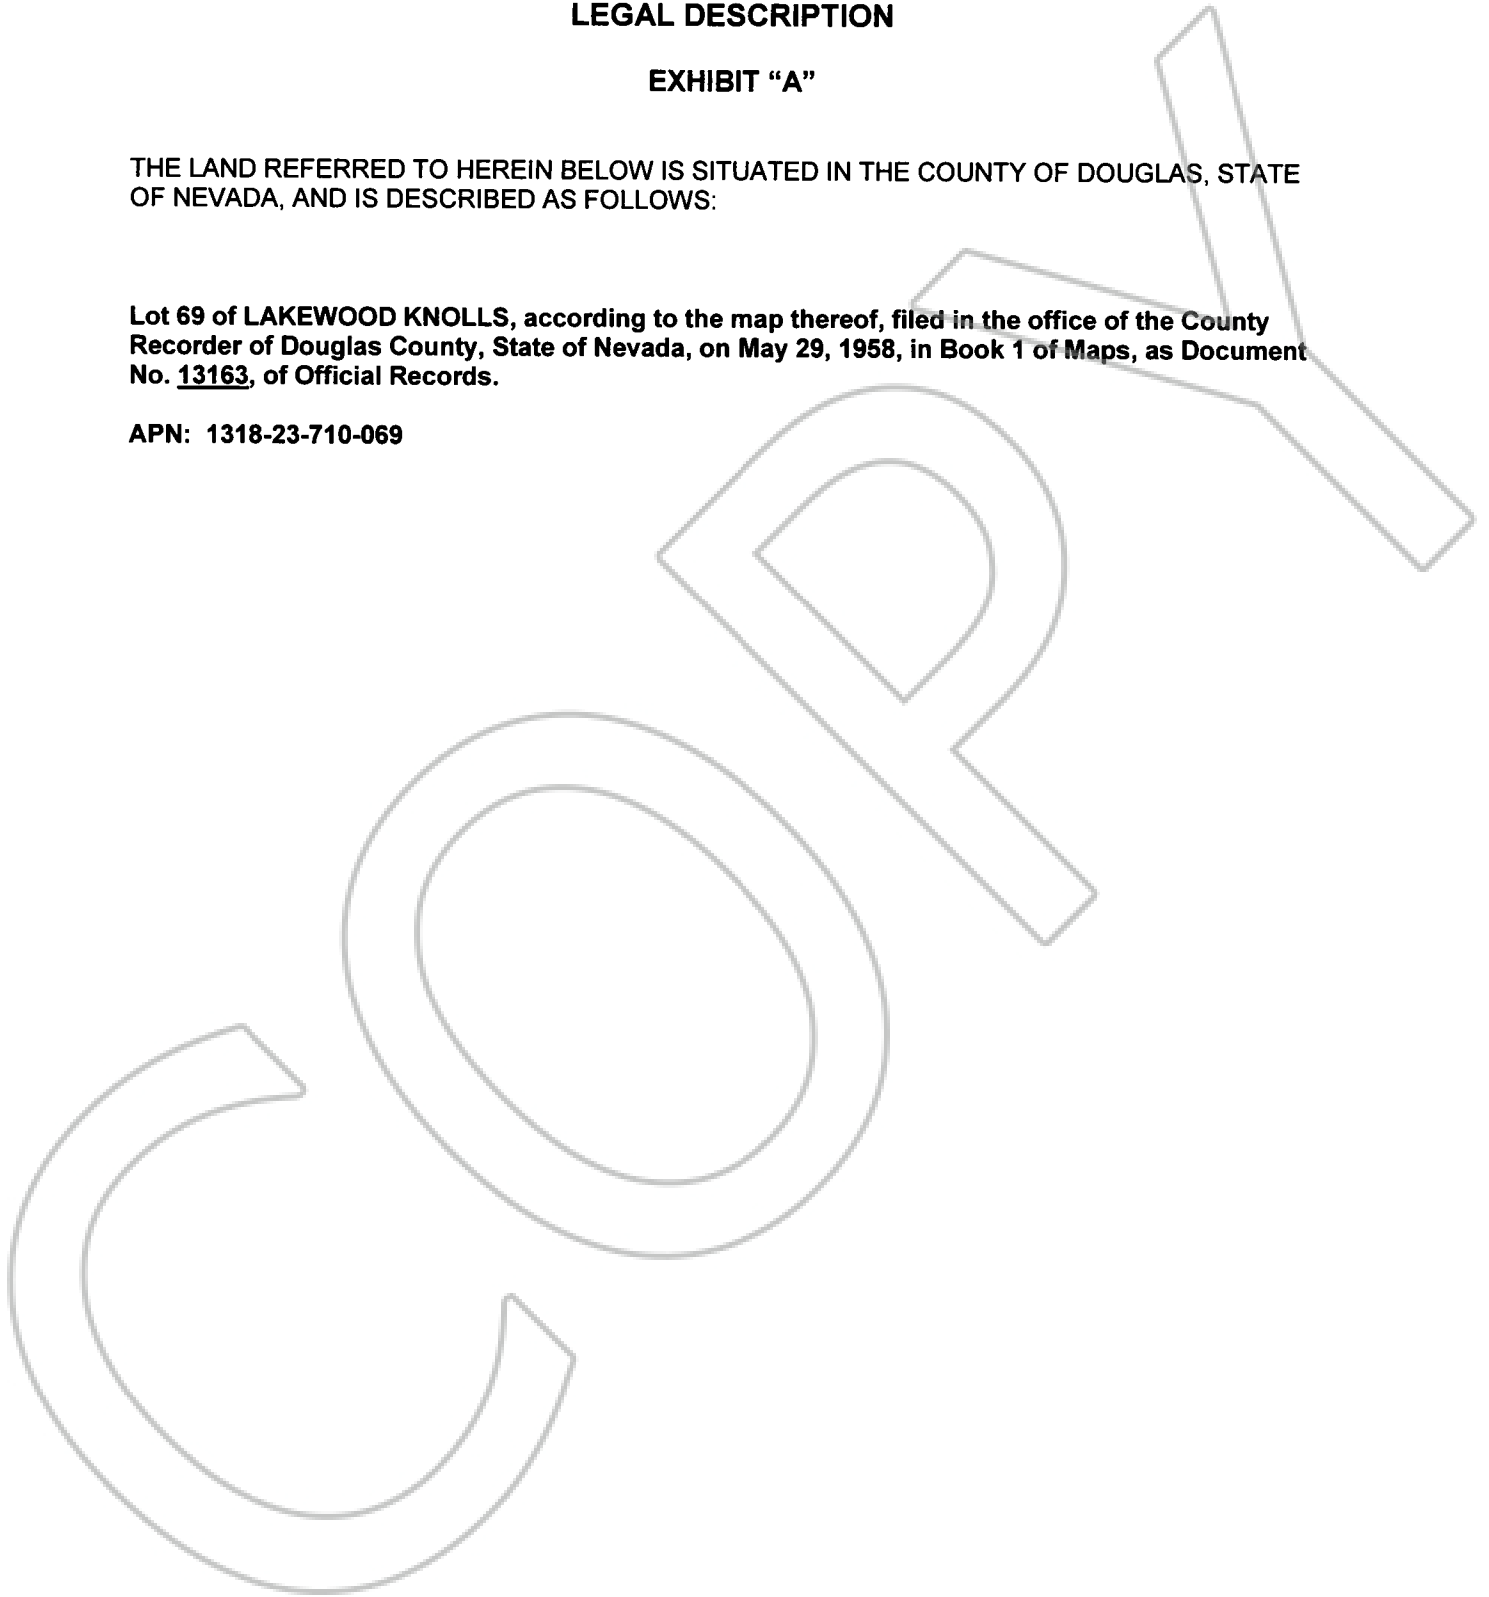 LEGAL DESCRIPTION
EXHIBIT “A”
THE LAND REFERRED TO HEREIN BELOW IS SITUATED IN THE COUNTY OF DOUGLAS, STATE
OF NEVADA, AND IS DESCRIBED AS FOLLOWS:
Lot 69 of LAKEWOOD KNOLLS, according to the map thereof, filed in the office of the County
Recorder of Douglas County, State of Nevada, on May 29, 1958, in Book 1 of Maps, as Document
No. 13163, of Official Records.
APN: 1318-23-710-069
COPY